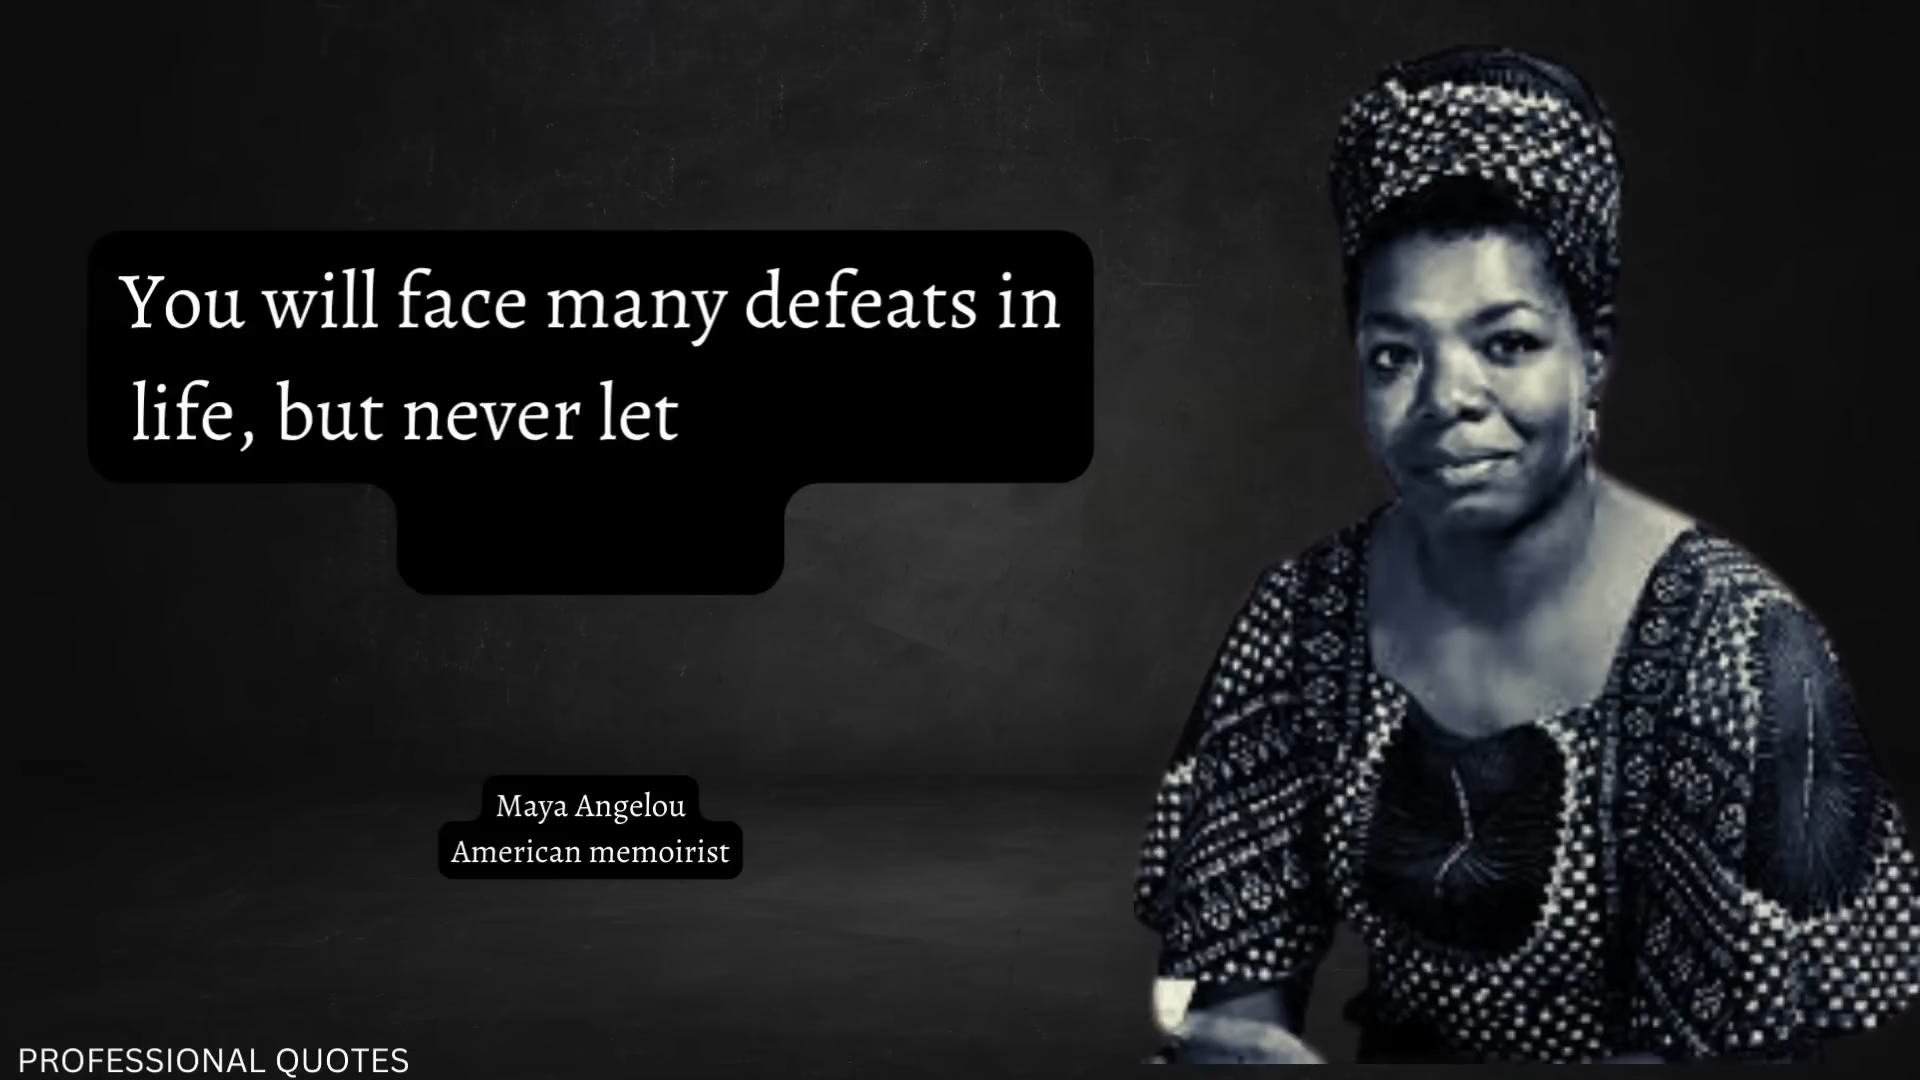 You will face many defeats in
life, but never let
Maya Angelou
American memoirist
PROFESSIONAL QUOTES